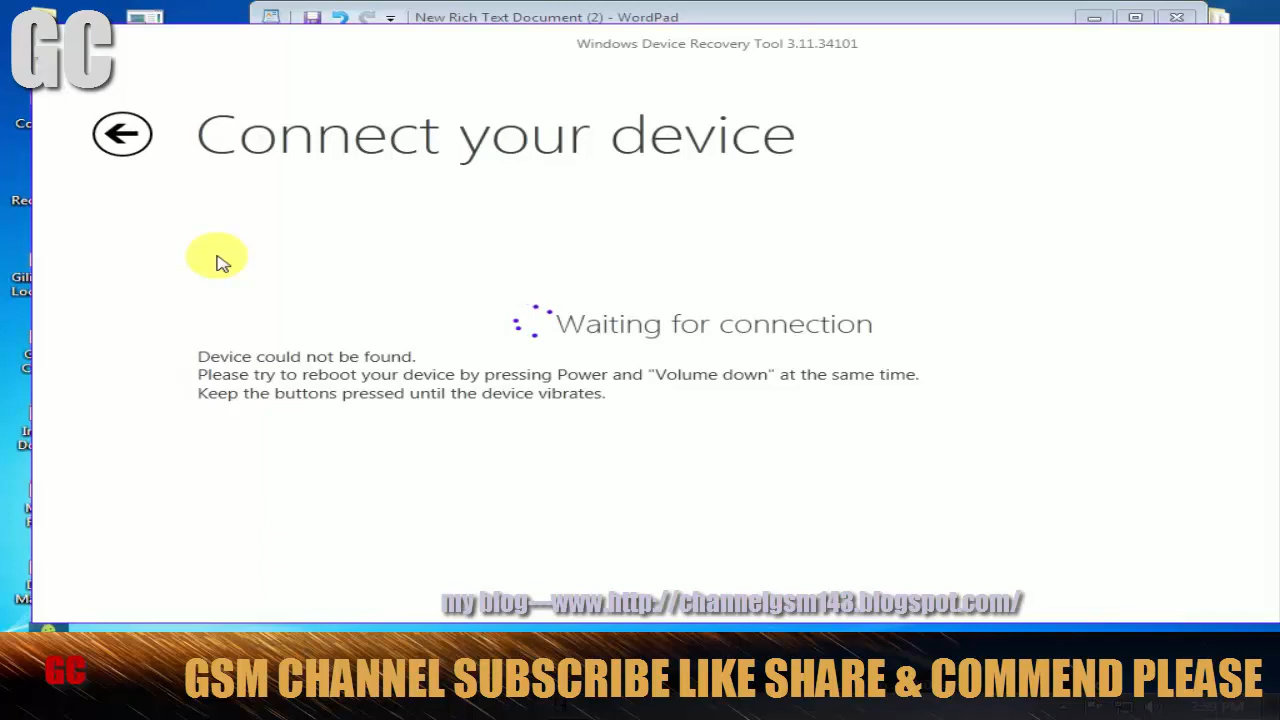 GC
New Rich Text Document (2) - WordPad
Windows Device Recovery Tool 3.11.34101
Connect your device
Waiting for connection
Device could not be found.
Please try to reboot your device by pressing Power and "Volume down" at the same time.
Keep the buttons pressed until the device vibrates.
my blog---www.http://channelgsm143.blogspot.com/
GC
GSM CHANNEL SUBSCRIBE LIKE SHARE & COMMEND PLEASE